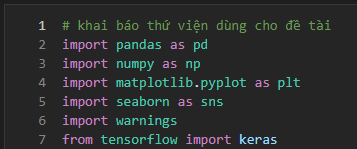 1 # khai báo thứ viện dùng cho đề tài
2 import pandas as pd
3 import numpy as np
4 import matplotlib.pyplot as plt
5 import seaborn as sns
6 import warnings
7 from tensorflow import keras